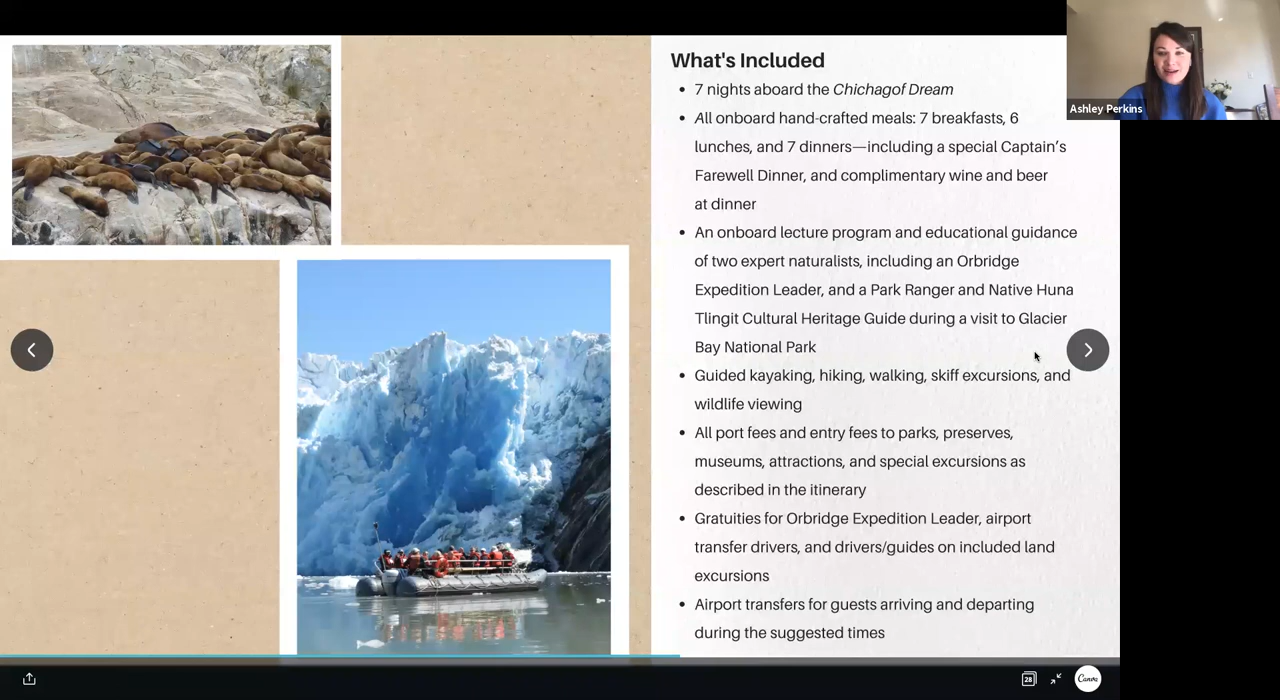 What's Included
• 7 nights aboard the Chichagof Dream
• All onboard hand-crafted meals: 7 breakfasts, 6
lunches, and 7 dinners—including a special Captain's
Farewell Dinner, and complimentary wine and beer
at dinner
• An onboard lecture program and educational guidance
of two expert naturalists, including an Orbridge
Expedition Leader, and a Park Ranger and Native Huna
Tlingit Cultural Heritage Guide during a visit to Glacier
Bay National Park
• Guided kayaking, hiking, walking, skiff excursions, and
wildlife viewing
• All port fees and entry fees to parks, preserves,
museums, attractions, and special excursions as
described in the itinerary
• Gratuities for Orbridge Expedition Leader, airport
transfer drivers, and drivers/guides on included land
excursions
• Airport transfers for guests arriving and departing
during the suggested times
Ashley Perkins
28
Canva